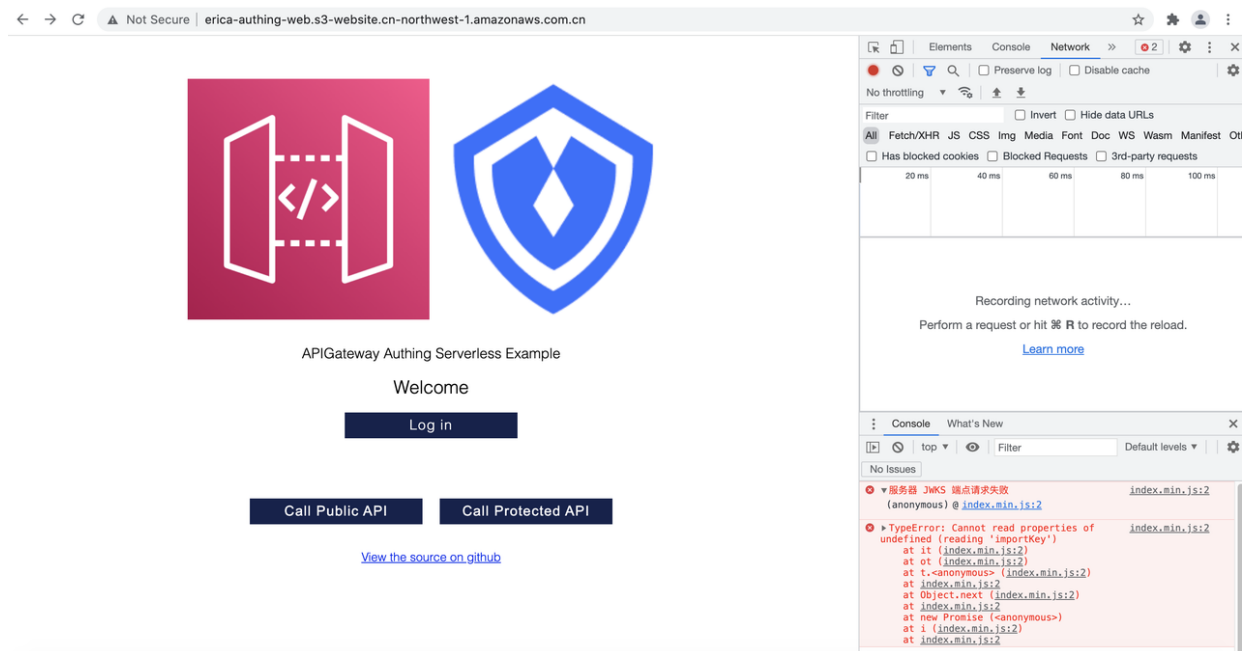 Not Secure | erica-authing-web.s3-website.cn-northwest-1.amazonaws.com.cn
</>
APIGateway Authing Serverless Example
Welcome
Log in
Call Public API Call Protected API
View the source on github
Elements Console Network » 2
Preserve log Disable cache
No throttling
Filter Invert Hide data URLs
All Fetch/XHR JS CSS Img Media Font Doc WS Wasm Manifest Otl
Has blocked cookies Blocked Requests 3rd-party requests
20 ms 40 ms 60 ms 80 ms 100 ms
Recording network activity…
Perform a request or hit ⌘ R to record the reload.
Learn more
Console What's New
top Filter Default levels
No Issues
服务器 JWKS 端点请求失败 index.min.js:2
(anonymous) @ index.min.js:2
TypeError: Cannot read properties of index.min.js:2
undefined (reading 'importKey')
at it (index.min.js:2)
at ot (index.min.js:2)
at t.<anonymous> (index.min.js:2)
at index.min.js:2
at Object.next (index.min.js:2)
at index.min.js:2
at new Promise (<anonymous>)
at i (index.min.js:2)
at index.min.js:2